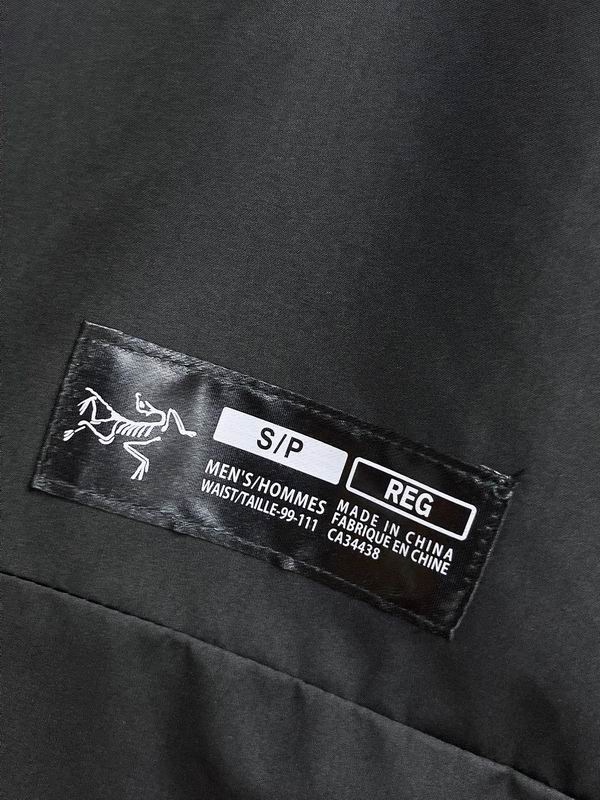 S/P
REG
MEN'S/HOMMES
WAIST/TAILLE-99-111
MADE IN CHINA
FABRIQUE EN CHINE
CA34438